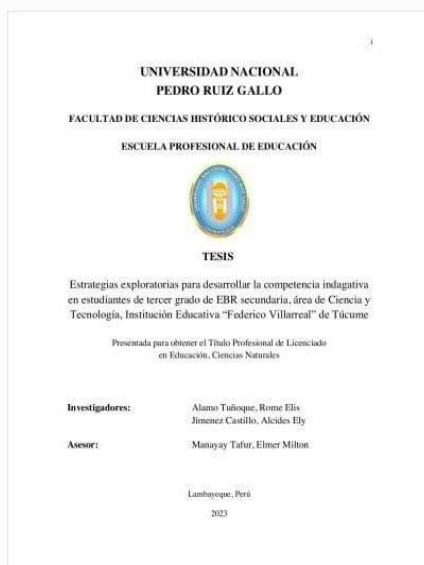 i
UNIVERSIDAD NACIONAL
PEDRO RUIZ GALLO
FACULTAD DE CIENCIAS HISTÓRICO SOCIALES Y EDUCACIÓN
ESCUELA PROFESIONAL DE EDUCACIÓN
TESIS
Estrategias exploratorias para desarrollar la competencia indagativa
en estudiantes de tercer grado de EBR secundaria, área de Ciencia y
Tecnología, Institución Educativa “Federico Villarreal” de Túcume
Presentada para obtener el Título Profesional de Licenciado
en Educación, Ciencias Naturales
Investigadores: Alamo Tuñoque, Rome Elis
Jimenez Castillo, Alcides Ely
Asesor: Manayay Tafur, Elmer Milton
Lambayeque, Perú
2023